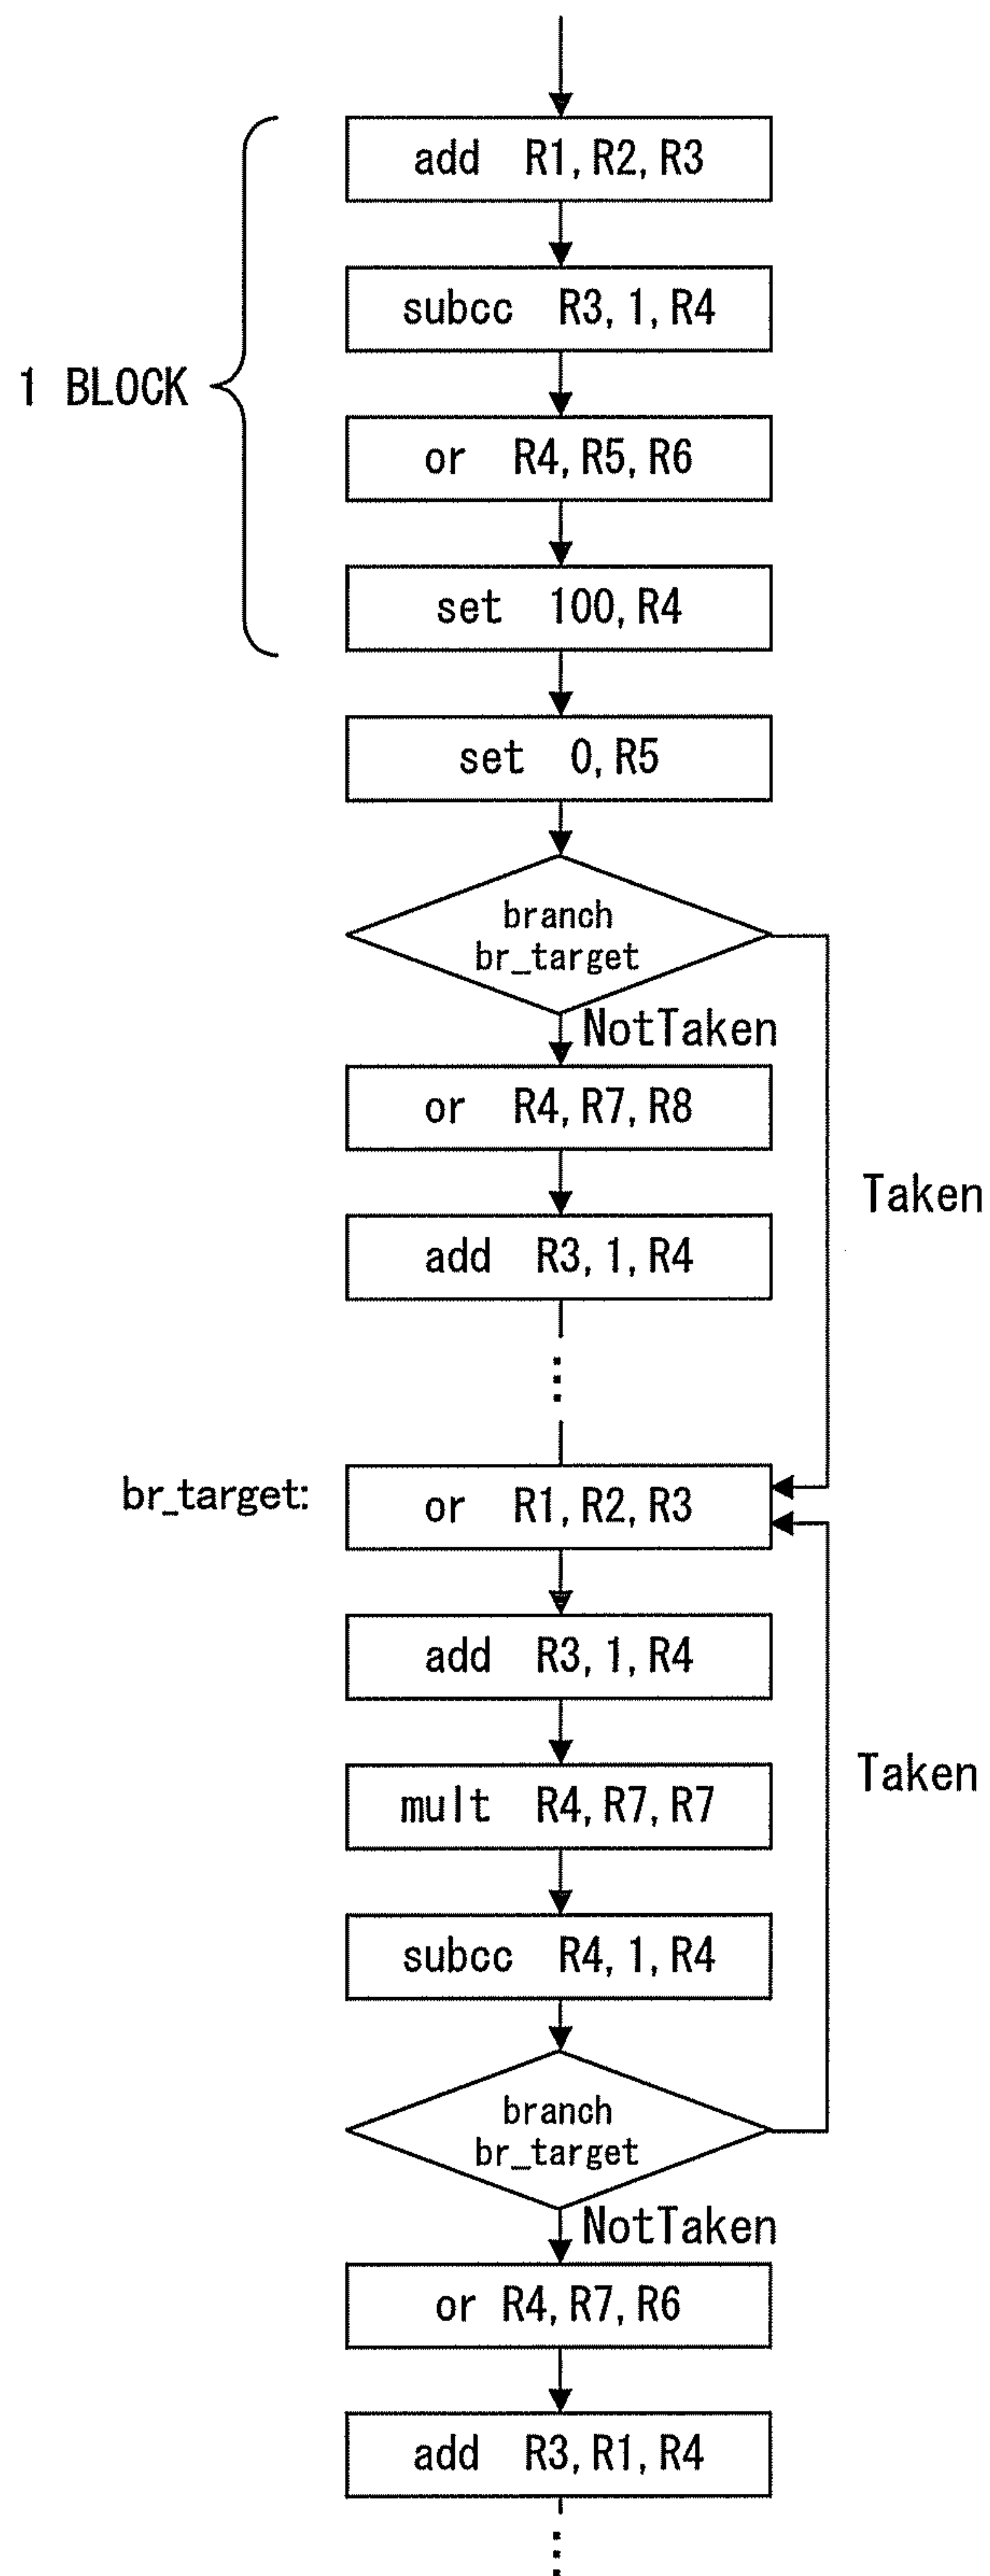 add R1, R2, R3
subcc R3, 1, R4
1 BLOCK
or R4, R5, R6
set 100, R4
set 0, R5
branch
br_target
NotTaken
or R4, R7, R8
Taken
add R3, 1, R4
br_target:
or R1, R2, R3
add R3, 1, R4
Taken
mult R4, R7, R7
subcc R4, 1, R4
branch
br_target
NotTaken
or R4, R7, R6
add R3, R1, R4